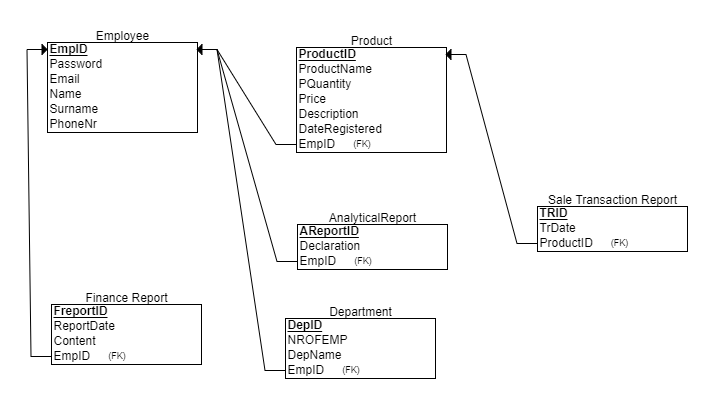 Employee
EmpID
Password
Email
Name
Surname
PhoneNr
Product
ProductID
ProductName
PQuantity
Price
Description
DateRegistered
EmpID (FK)
Sale Transaction Report
TRID
TrDate
ProductID (FK)
AnalyticalReport
AReportID
Declaration
EmpID (FK)
Finance Report
FreportID
ReportDate
Content
EmpID (FK)
Department
DepID
NROFEMP
DepName
EmpID (FK)